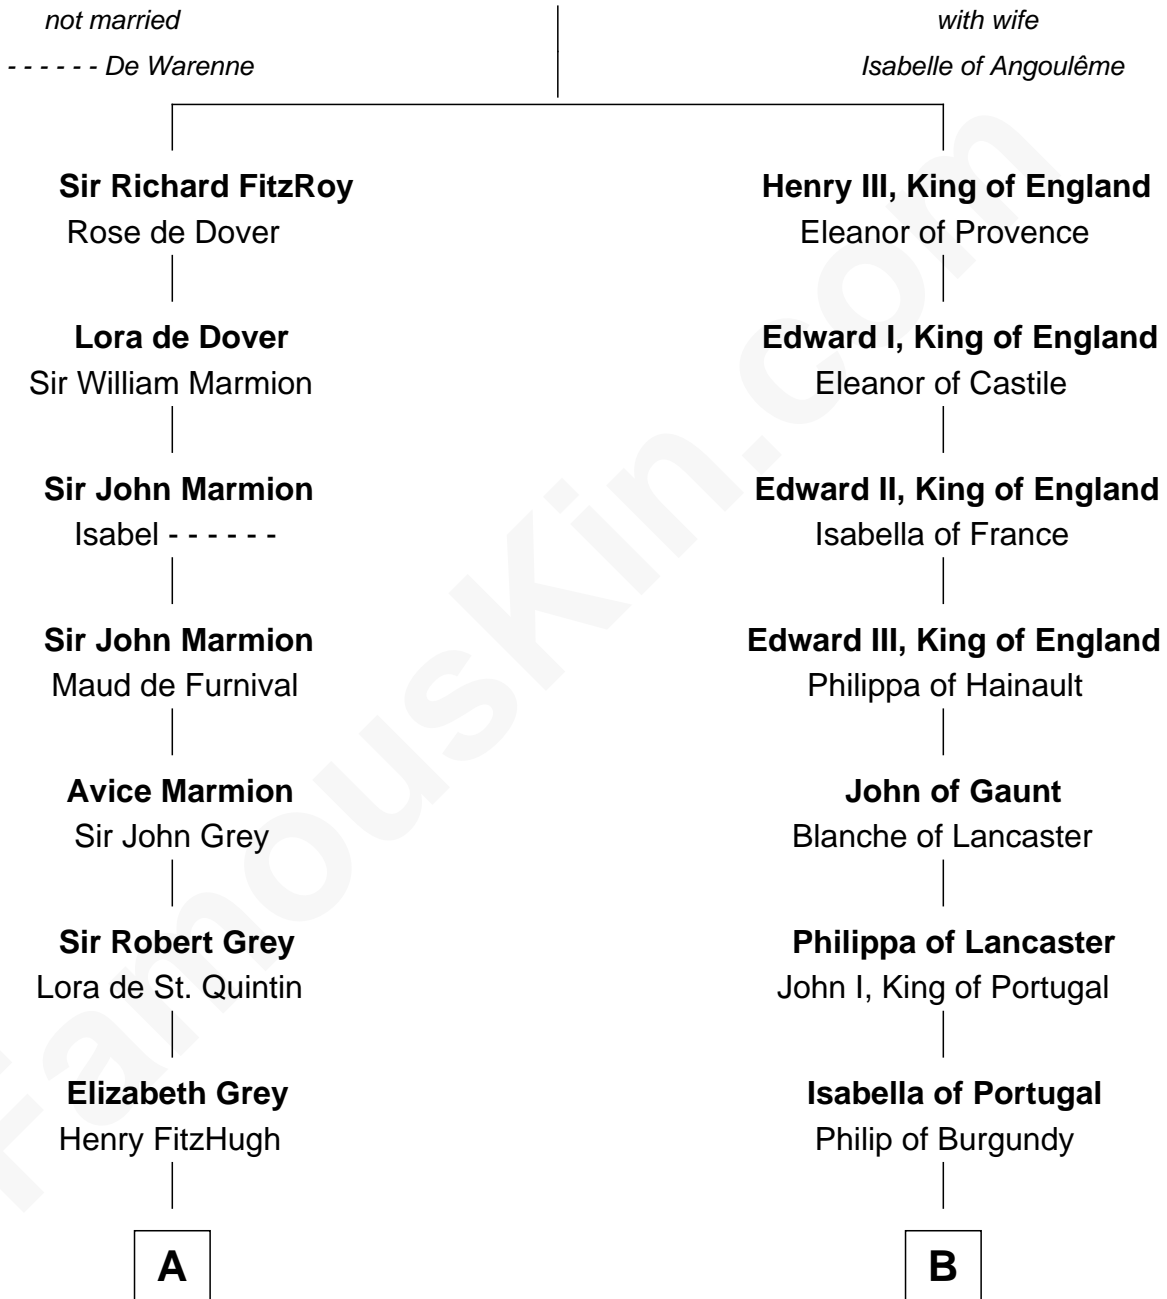 not married
- - - - - - De Warenne
with wife
Isabelle of Angoulême
Sir Richard FitzRoy
Rose de Dover
Henry III, King of England
Eleanor of Provence
Lora de Dover
Sir William Marmion
Edward I, King of England
Eleanor of Castile
Sir John Marmion
Isabel - - - - - -
Edward II, King of England
Isabella of France
Sir John Marmion
Maud de Furnival
Edward III, King of England
Philippa of Hainault
Avice Marmion
Sir John Grey
John of Gaunt
Blanche of Lancaster
Sir Robert Grey
Lora de St. Quintin
Philippa of Lancaster
John I, King of Portugal
Elizabeth Grey
Henry FitzHugh
Isabella of Portugal
Philip of Burgundy
A
B
FamousKin.com